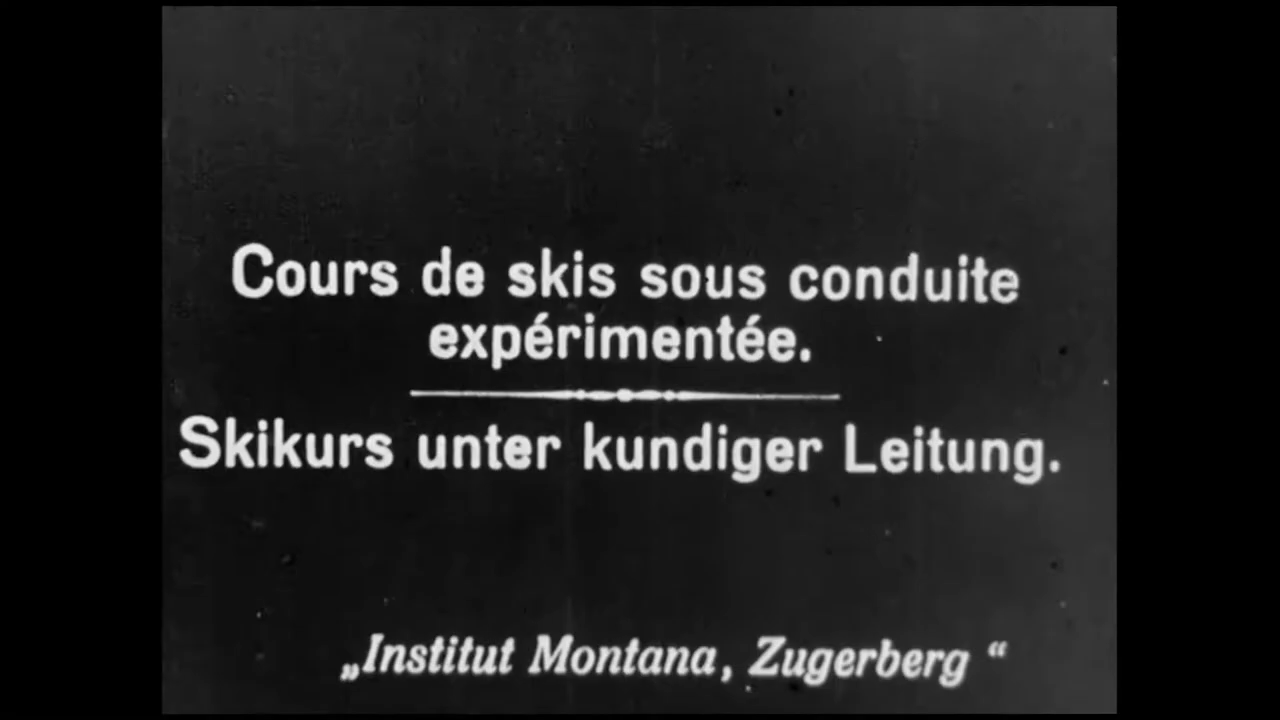 Cours de skis sous conduite
expérimentée.
Skikurs unter kundiger Leitung.
„Institut Montana, Zugerberg “